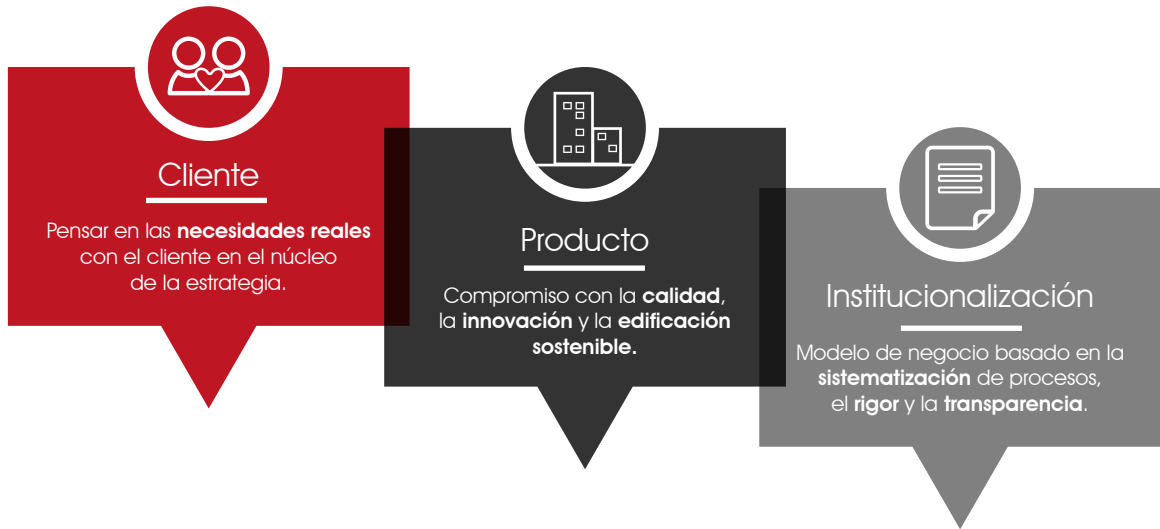 Cliente
Pensar en las necesidades reales
con el cliente en el núcleo
de la estrategia.
Producto
Compromiso con la calidad,
la innovación y la edificación
sostenible.
Institucionalización
Modelo de negocio basado en la
sistematización de procesos,
el rigor y la transparencia.